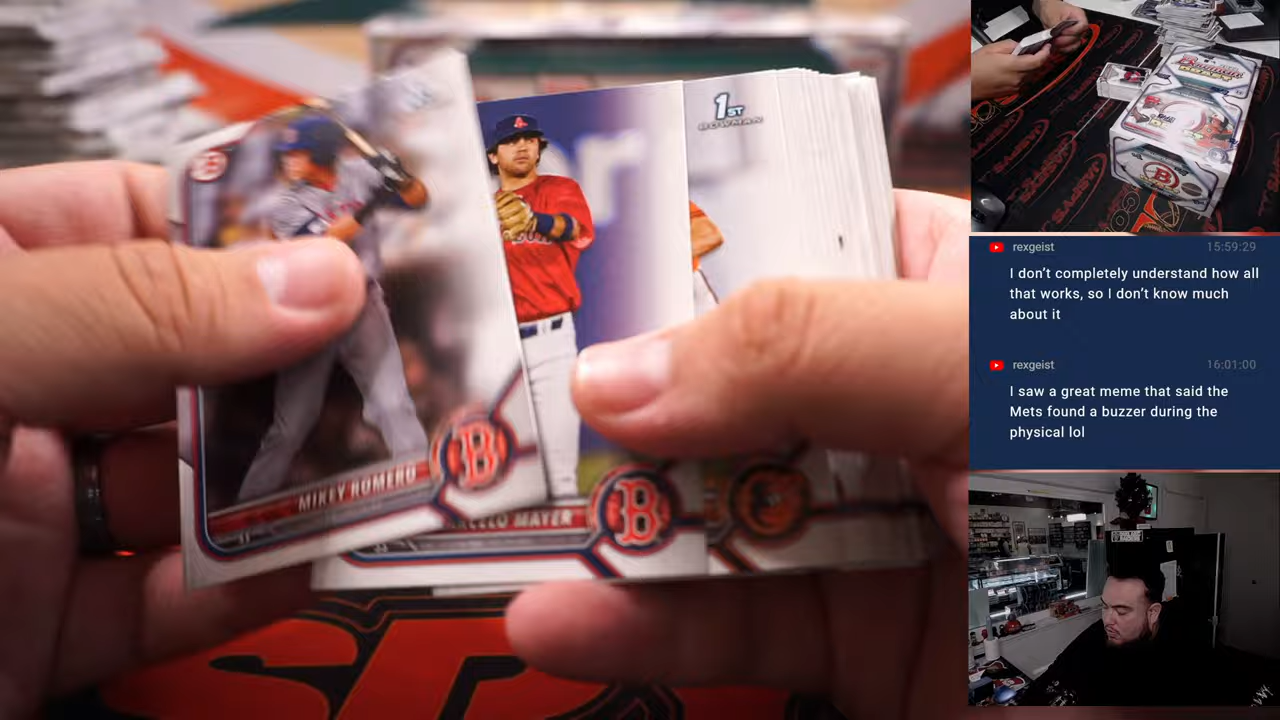 1ST
BOWMAN
MIKEY ROMERO
MAYER
B
B
rexgeist
15:59:29
I don't completely understand how all
that works, so I don't know much
about it
rexgeist
16:01:00
I saw a great meme that said the
Mets found a buzzer during the
physical lol